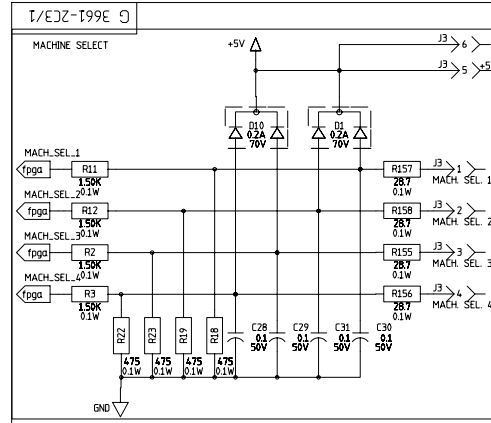 G 3661-2C3/1
MACHINE SELECT
+5V
J3 6
J3 5 +5
D10
0.2A
70V
D1
0.2A
70V
MACH_SEL_1
fpga R11 R157 J3 1
1.50K 28.7 MACH. SEL. 1
0.1W 0.1W
MACH_SEL_2
fpga R12 R158 J3 2
1.50K 28.7 MACH. SEL. 2
0.1W 0.1W
MACH_SEL_3
fpga R2 R155 J3 3
1.50K 28.7 MACH. SEL. 3
0.1W 0.1W
MACH_SEL_4
fpga R3 R156 J3 4
1.50K 28.7 MACH. SEL. 4
0.1W 0.1W
R22 R23 R19 R18
C28 C29 C31 C30
0.1 0.1 0.1 0.1
50V 50V 50V 50V
475 475 475 475
0.1W 0.1W 0.1W 0.1W
GND